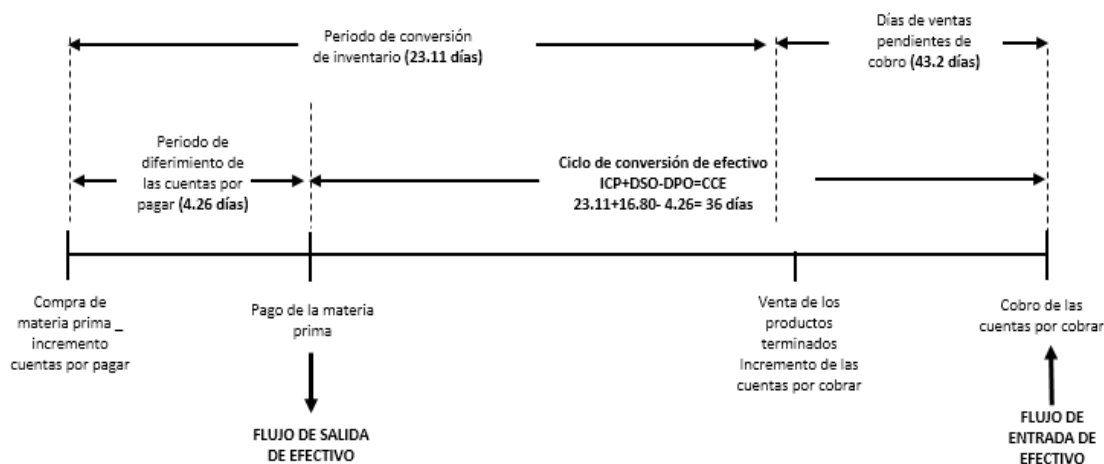 Periodo de conversión
de inventario (23.11 días)
Días de ventas
pendientes de
cobro (43.2 días)
Periodo de
diferimiento de
las cuentas por
pagar (4.26 días)
Ciclo de conversión de efectivo
ICP+DSO-DPO=CCE
23.11+16.80- 4.26= 36 días
Compra de
materia prima _
incremento
cuentas por pagar
Pago de la materia
prima
Venta de los
productos
terminados
Incremento de las
cuentas por cobrar
Cobro de las
cuentas por cobrar
FLUJO DE SALIDA
DE EFECTIVO
FLUJO DE
ENTRADA DE
EFECTIVO